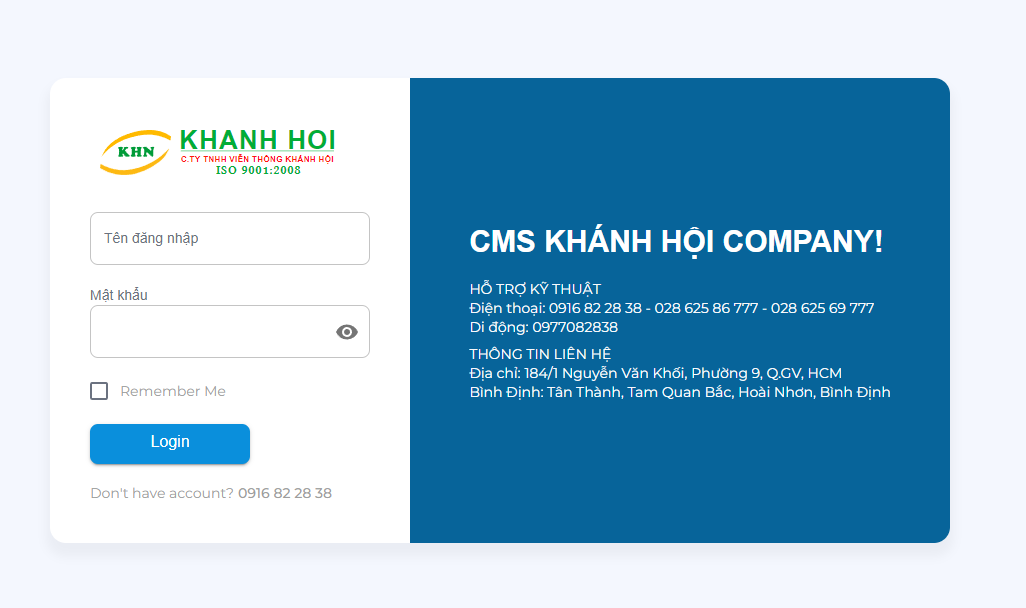 KHN
KHANH HOI
C.TY TNHH VIỄN THÔNG KHÁNH HỘI
ISO 9001:2008
Tên đăng nhập
Mật khẩu
Remember Me
Login
Don't have account? 0916 82 28 38
CMS KHÁNH HỘI COMPANY!
HỖ TRỢ KỸ THUẬT
Điện thoại: 0916 82 28 38 - 028 625 86 777 - 028 625 69 777
Di động: 0977082838
THÔNG TIN LIÊN HỆ
Địa chỉ: 184/1 Nguyễn Văn Khối, Phường 9, Q.GV, HCM
Bình Định: Tân Thành, Tam Quan Bắc, Hoài Nhơn, Bình Định